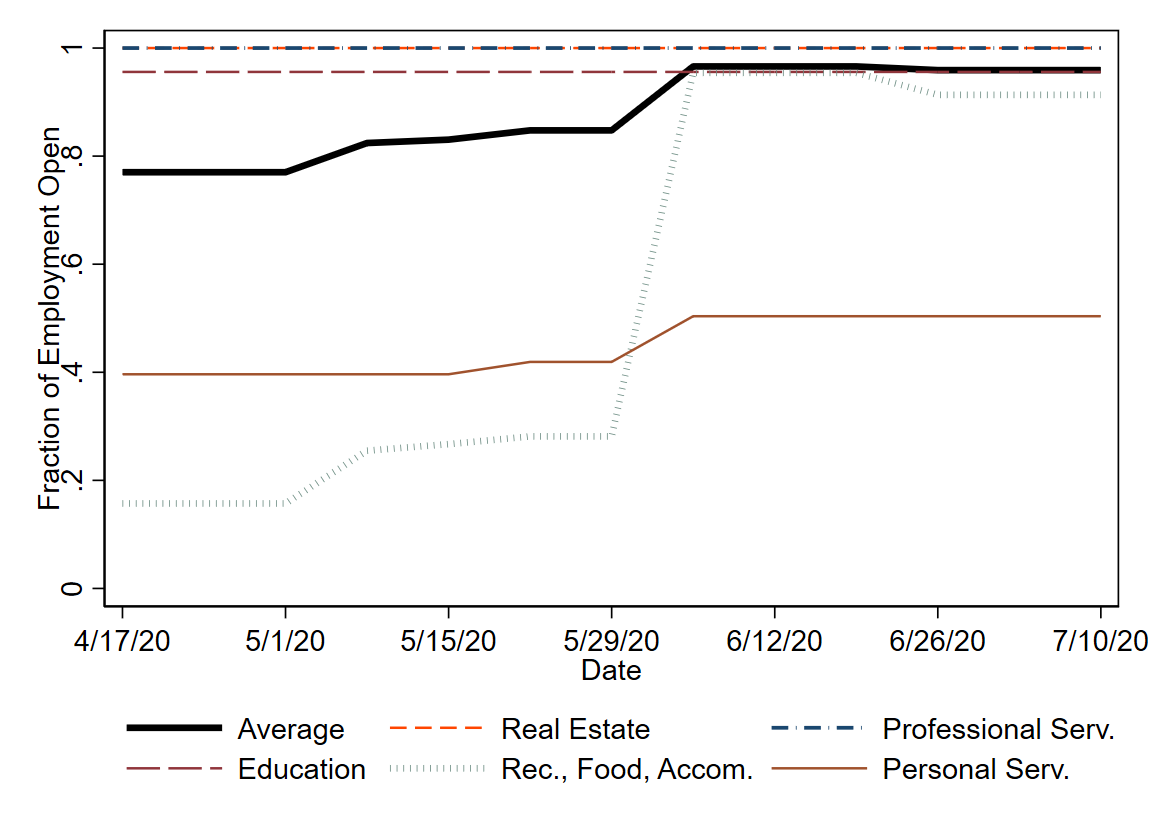 Fraction of Employment Open
1
.8
.6
.4
.2
0
4/17/20 5/1/20 5/15/20 5/29/20 6/12/20 6/26/20 7/10/20
Date
Average Real Estate Professional Serv.
Education Rec., Food, Accom. Personal Serv.